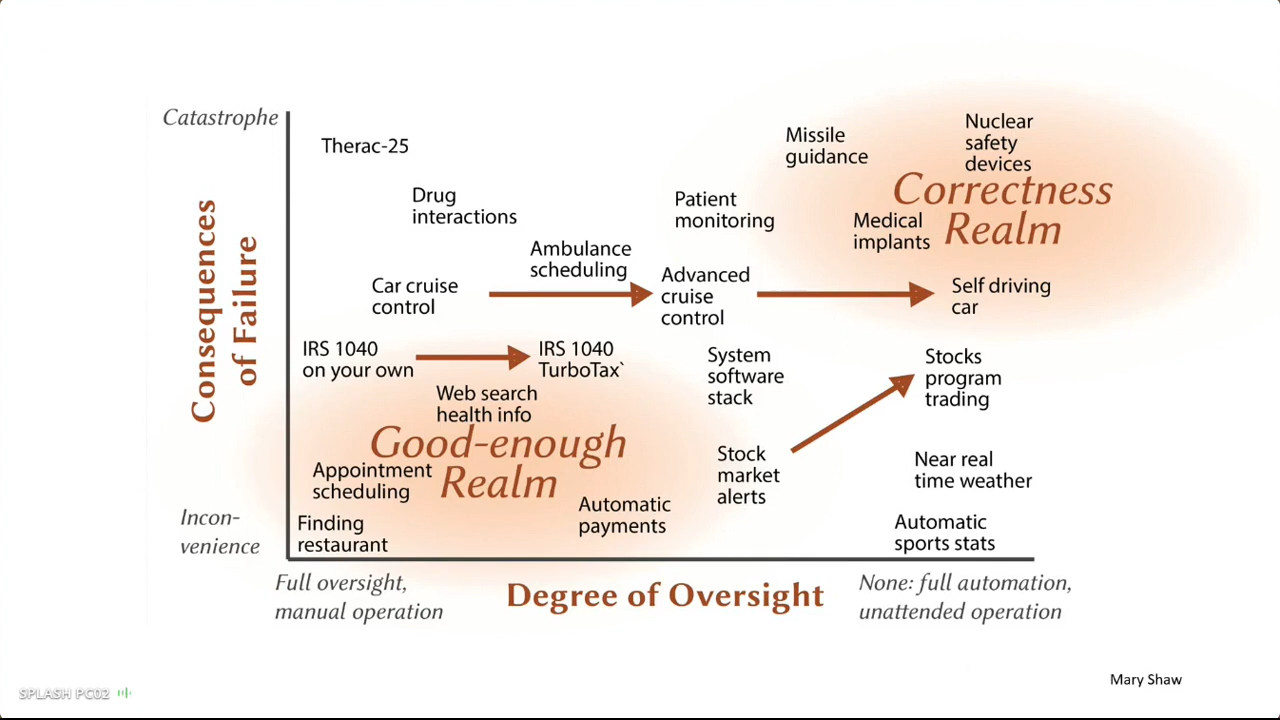 Catastrophe
Consequences
of Failure
Incon-
venience
Therac-25
Drug
interactions
Car cruise
control
Ambulance
scheduling
Patient
monitoring
Advanced
cruise
control
Missile
guidance
Nuclear
safety
devices
Correctness
Realm
Medical
implants
Self driving
car
IRS 1040
on your own
IRS 1040
TurboTax`
Web search
health info
Good-enough
Realm
Appointment
scheduling
Finding
restaurant
Automatic
payments
System
software
stack
Stock
market
alerts
Stocks
program
trading
Near real
time weather
Automatic
sports stats
Full oversight,
manual operation
Degree of Oversight
None: full automation,
unattended operation
Mary Shaw
SPLASH PC02